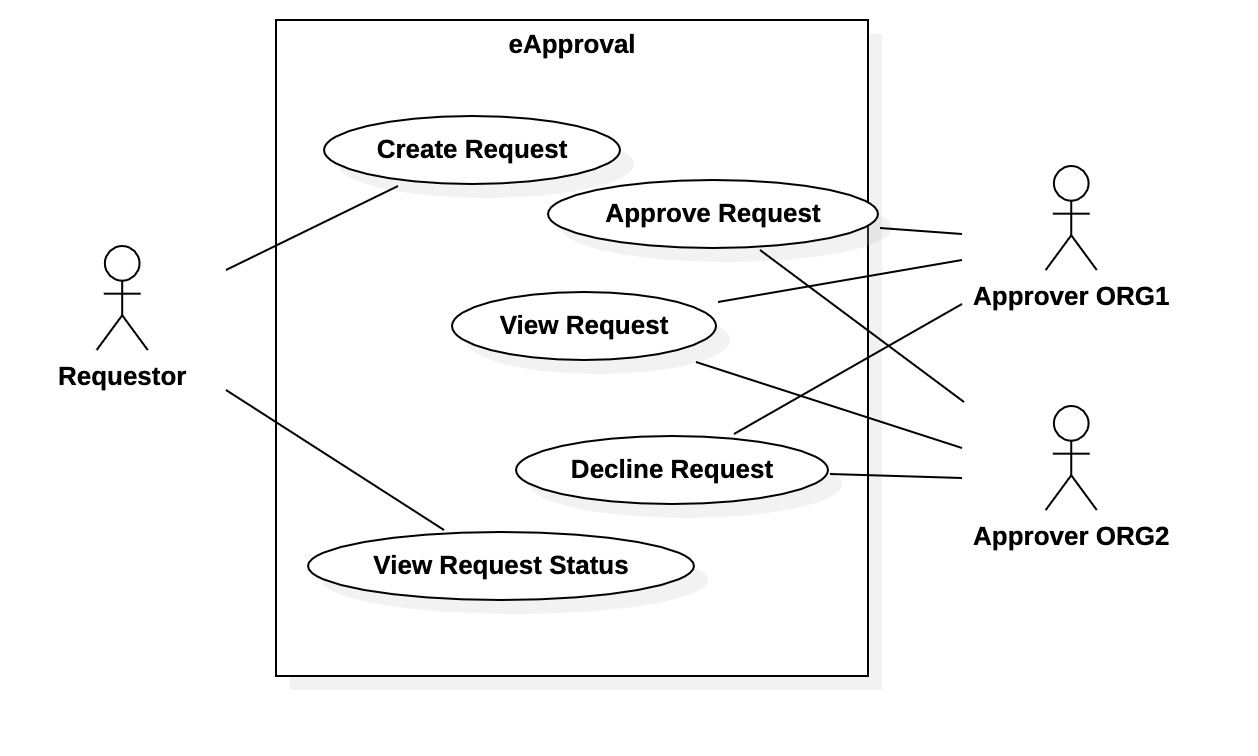 eApproval
Create Request
Approve Request
View Request
Decline Request
View Request Status
Requestor
Approver ORG1
Approver ORG2